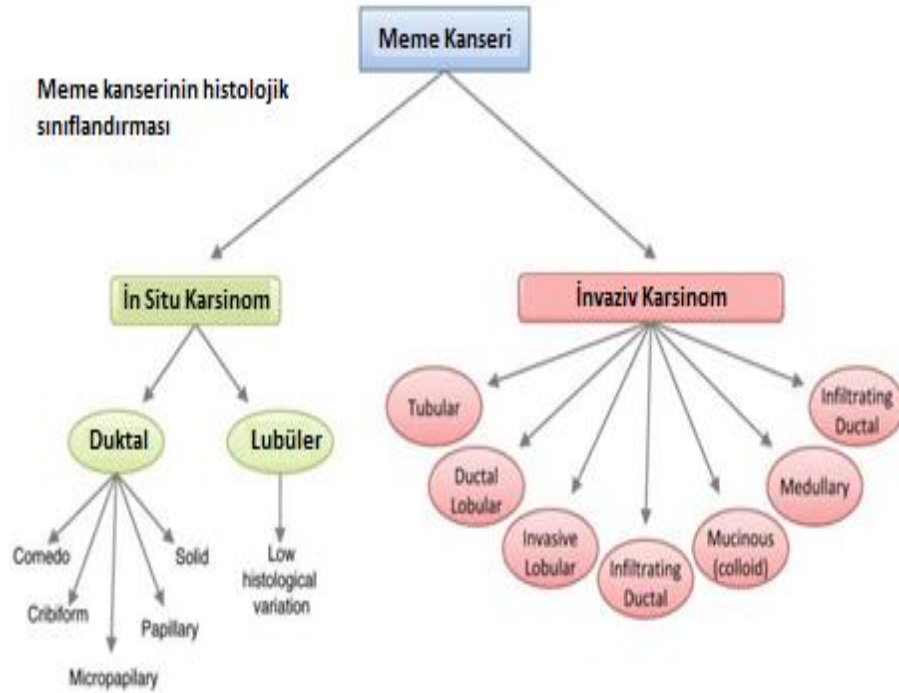 Meme Kanseri
Meme kanserinin histolojik
sınıflandırması
İn Situ Karsinom
İnvaziv Karsinom
Duktal
Lubüler
Comedo
Cribiform
Micropapilary
Papillary
Solid
Low
histological
variation
Tubular
Ductal
Lobular
Invasive
Lobular
Infiltrating
Ductal
Mucinous
(colloid)
Medullary
Infiltrating
Ductal